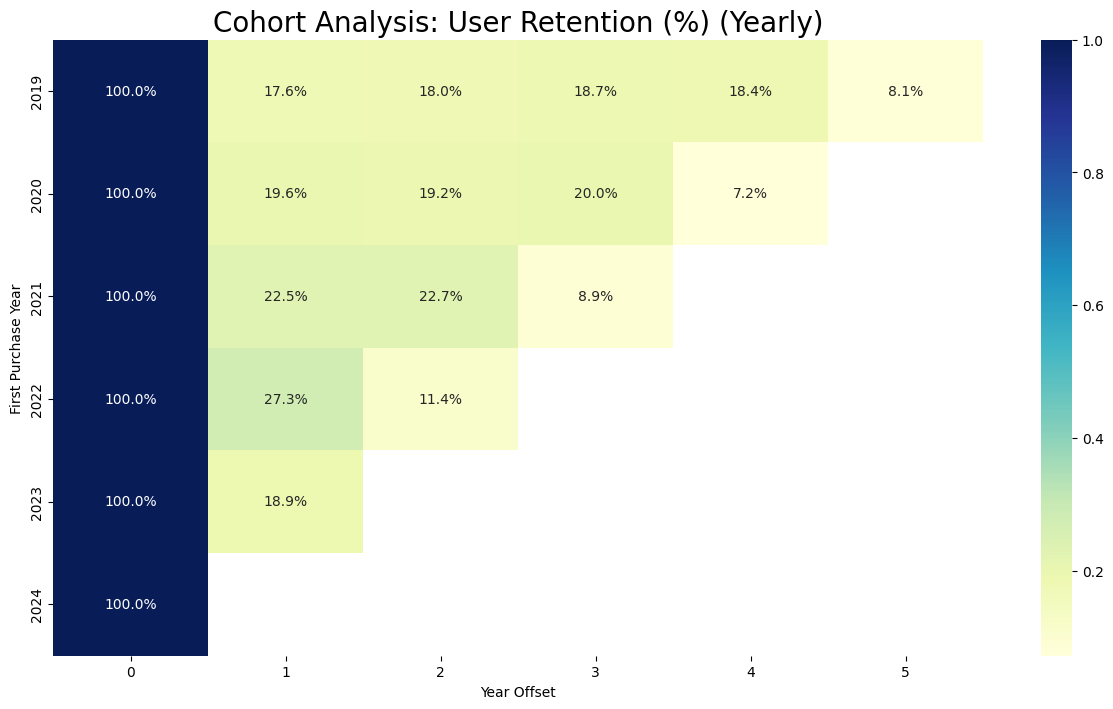 Cohort Analysis: User Retention (%) (Yearly)
First Purchase Year
2019 100.0% 17.6% 18.0% 18.7% 18.4% 8.1%
2020 100.0% 19.6% 19.2% 20.0% 7.2%
2021 100.0% 22.5% 22.7% 8.9%
2022 100.0% 27.3% 11.4%
2023 100.0% 18.9%
2024 100.0%
0 1 2 3 4 5
Year Offset
1.0
0.8
0.6
0.4
0.2